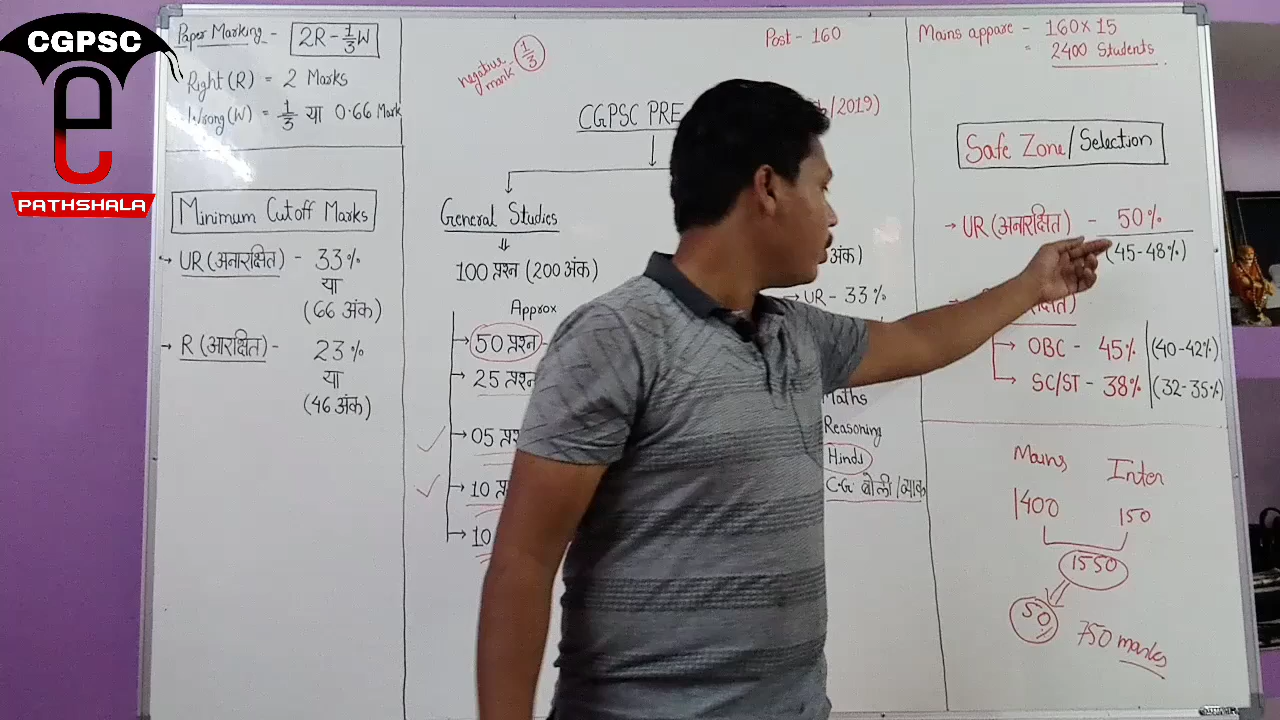 CGPSC
e
PATHSHALA
Paper Marking - 2R - 1/3 W
Right (R) = 2 Marks
Wrong (W) = 1/3 या 0.66 Mark
Minimum Cutoff Marks
UR (अनारक्षित) - 33%
या
(66 अंक)
R (आरक्षित) - 23%
या
(46 अंक)
negative mark - 1/3
Post - 160
CGPSC PRE
/2019)
General Studies
⇓
100 प्रश्न (200 अंक)
Approx
50 प्रश्न
25 प्रश्न
05
10
10
अंक)
→ UR - 33%
Maths
Reasoning
Hindi
C.G बोली / व्याक
Mains appare - 160 × 15
= 2400 Students
Safe Zone / Selection
→ UR (अनारक्षित) - 50%
(45-48%)
→ OBC - 45% (40-42%)
→ SC/ST - 38% (32-35%)
Mains Inter
1400 150
1550
50
750 marks